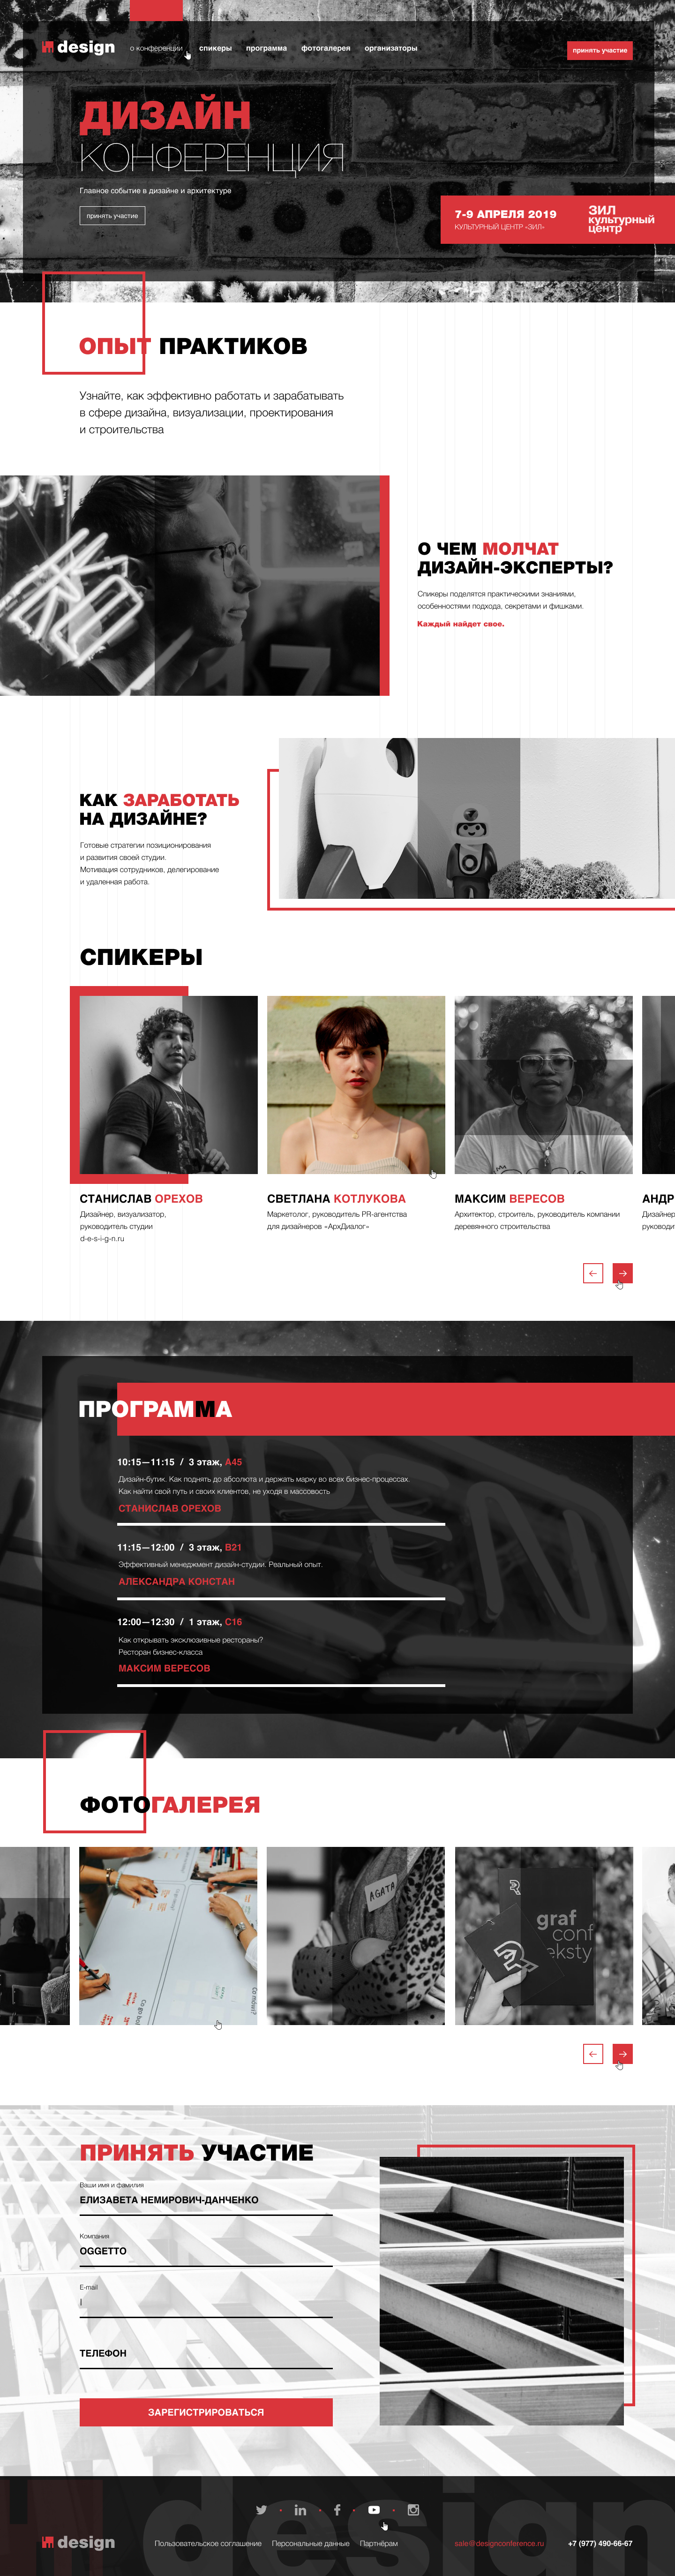 design
о конференции
спикеры
программа
фотогалерея
организаторы
принять участие
ДИЗАЙН
КОНФЕРЕНЦИЯ
Главное событие в дизайне и архитектуре
принять участие
7-9 АПРЕЛЯ 2019
КУЛЬТУРНЫЙ ЦЕНТР «ЗИЛ»
ЗИЛ
культурный
центр
ОПЫТ ПРАКТИКОВ
Узнайте, как эффективно работать и зарабатывать
в сфере дизайна, визуализации, проектирования
и строительства
17
О ЧЕМ МОЛЧАТ
ДИЗАЙН-ЭКСПЕРТЫ?
Спикеры поделятся практическими знаниями,
особенностями подхода, секретами и фишками.
Каждый найдет свое.
КАК ЗАРАБОТАТЬ
НА ДИЗАЙНЕ?
Готовые стратегии позиционирования
и развития своей студии.
Мотивация сотрудников, делегирование
и удаленная работа.
СПИКЕРЫ
СТАНИСЛАВ ОРЕХОВ
Дизайнер, визуализатор,
руководитель студии
d-e-s-i-g-n.ru
СВЕТЛАНА КОТЛУКОВА
Маркетолог, руководитель PR-агентства
для дизайнеров «АрхДиалог»
МАКСИМ ВЕРЕСОВ
Архитектор, строитель, руководитель компании
деревянного строительства
АНДР
Дизайнер
руководит
ПРОГРАММА
10:15—11:15 / 3 этаж, А45
Дизайн-бутик. Как поднять до абсолюта и держать марку во всех бизнес-процессах.
Как найти свой путь и своих клиентов, не уходя в массовость
СТАНИСЛАВ ОРЕХОВ
11:15—12:00 / 3 этаж, В21
Эффективный менеджмент дизайн-студии. Реальный опыт.
АЛЕКСАНДРА КОНСТАН
12:00—12:30 / 1 этаж, С16
Как открывать эксклюзивные рестораны?
Ресторан бизнес-класса
МАКСИМ ВЕРЕСОВ
ФОТОГАЛЕРЕЯ
AGATA
graf
conf
eksty
ПРИНЯТЬ УЧАСТИЕ
Ваши имя и фамилия
ЕЛИЗАВЕТА НЕМИРОВИЧ-ДАНЧЕНКО
Компания
OGGETTO
E-mail
ТЕЛЕФОН
ЗАРЕГИСТРИРОВАТЬСЯ
design
design
Пользовательское соглашение
Персональные данные
Партнёрам
sale@designconference.ru
+7 (977) 490-66-67